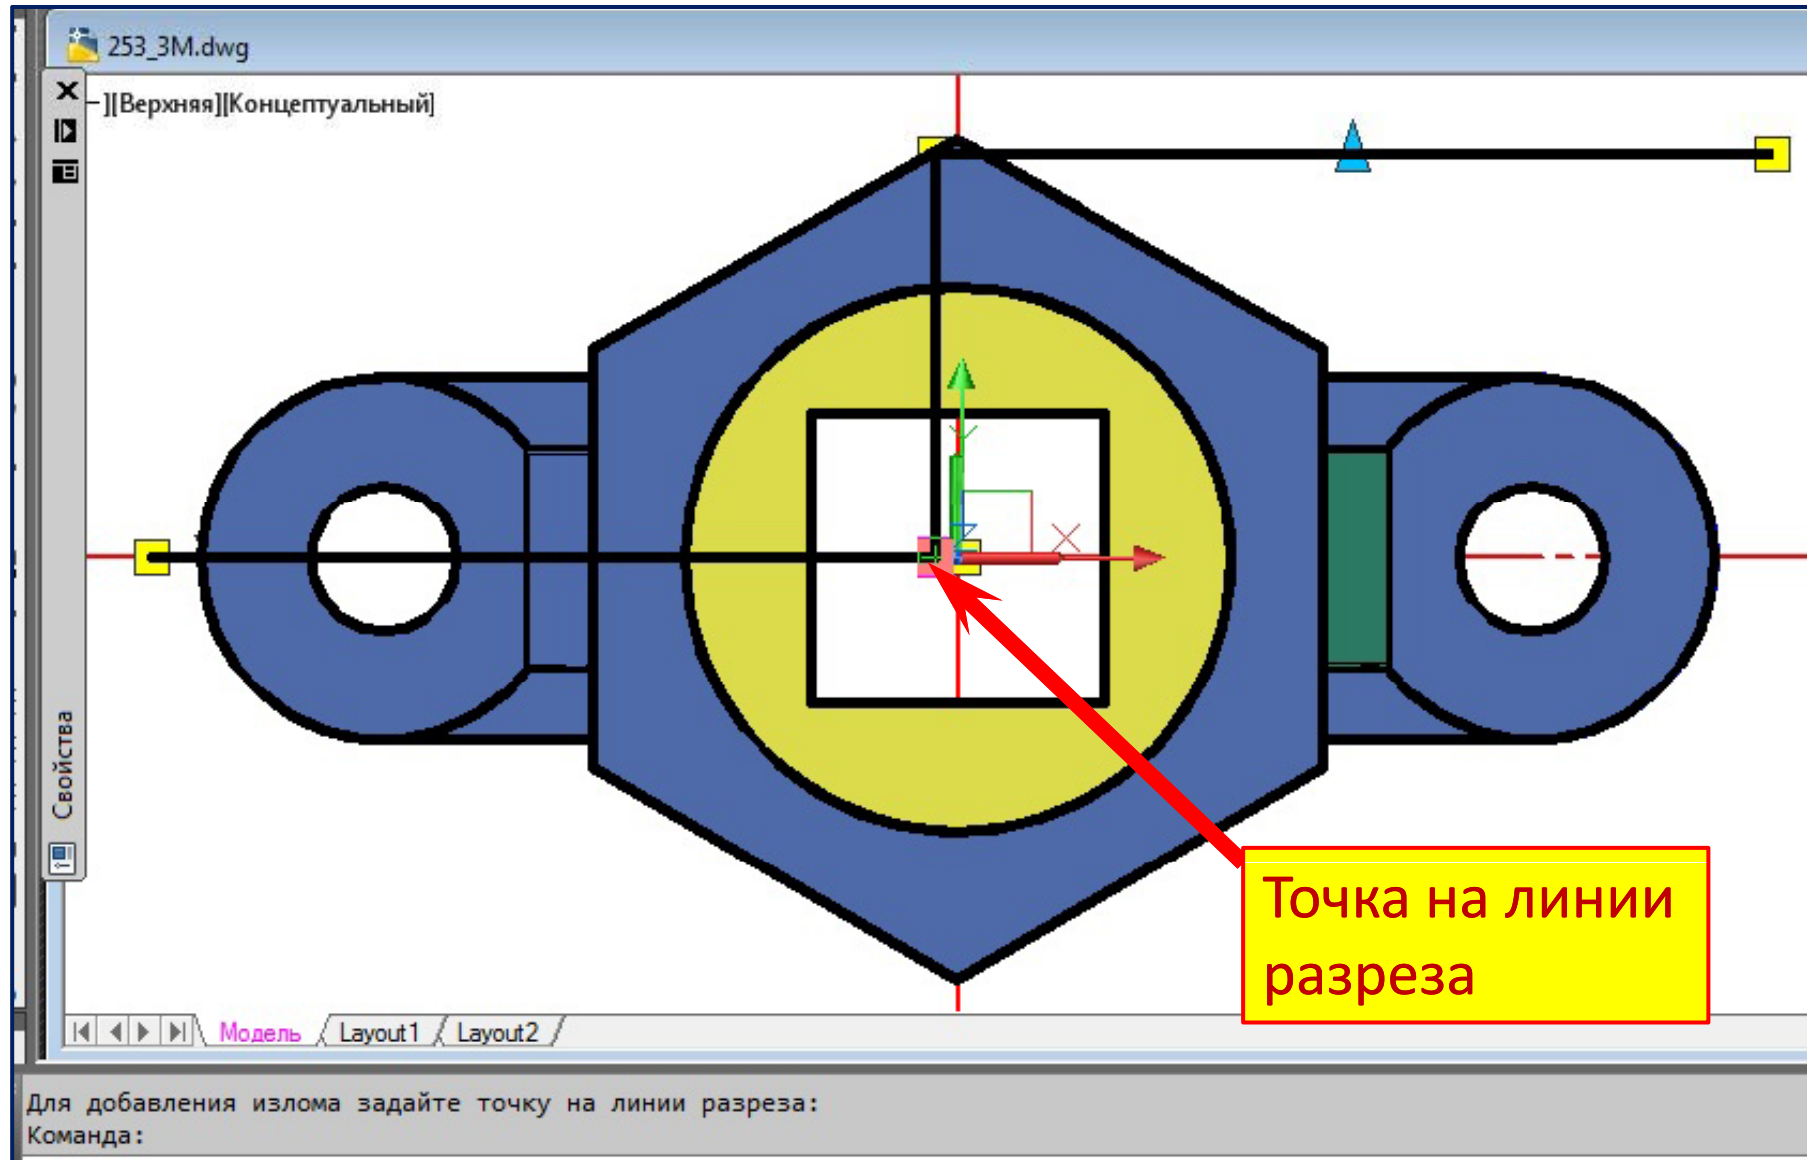 253_3M.dwg
–][Верхняя][Концептуальный]
Y
Z
X
Свойства
Точка на линии
разреза
Модель
Layout1
Layout2
Для добавления излома задайте точку на линии разреза:
Команда: